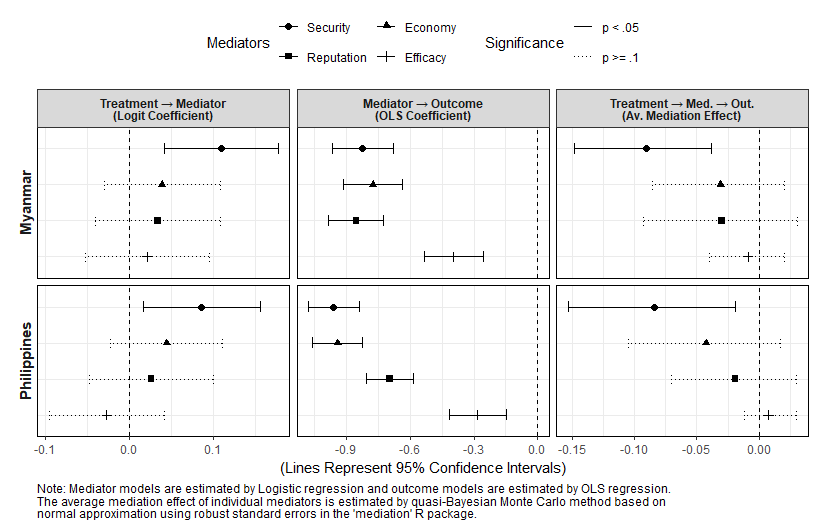 Mediators
Security
Economy
Reputation
Efficacy
Significance
p < .05
p >= .1
Treatment → Mediator
(Logit Coefficient)
Mediator → Outcome
(OLS Coefficient)
Treatment → Med. → Out.
(Av. Mediation Effect)
Myanmar
Philippines
-0.1 0.0 0.1
-0.9 -0.6 -0.3 0.0
-0.15 -0.10 -0.05 0.00
(Lines Represent 95% Confidence Intervals)
Note: Mediator models are estimated by Logistic regression and outcome models are estimated by OLS regression.
The average mediation effect of individual mediators is estimated by quasi-Bayesian Monte Carlo method based on
normal approximation using robust standard errors in the 'mediation' R package.